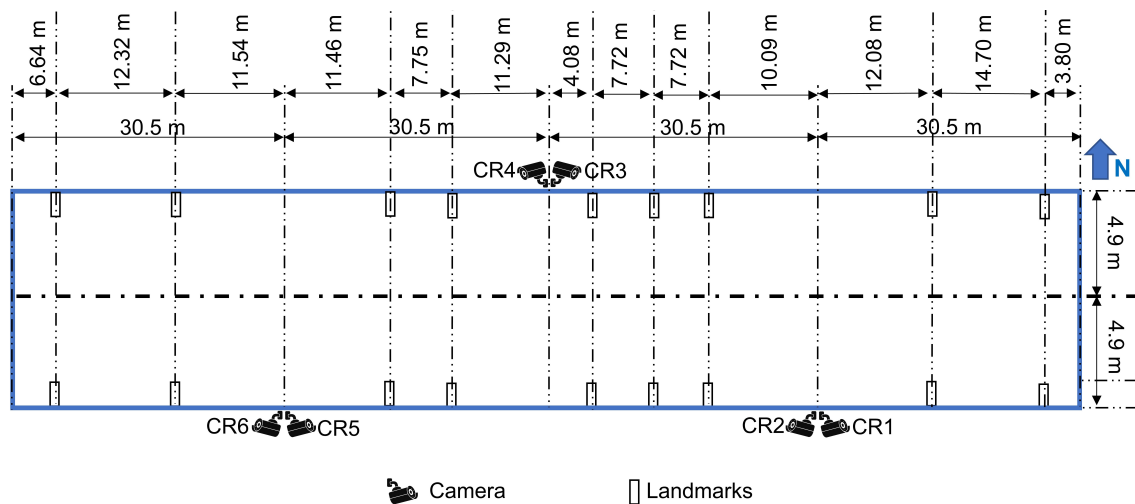 6.64 m
12.32 m
11.54 m
11.46 m
7.75 m
11.29 m
4.08 m
7.72 m
7.72 m
10.09 m
12.08 m
14.70 m
3.80 m
30.5 m 30.5 m 30.5 m 30.5 m
CR4 CR3
N
4.9 m
4.9 m
CR6 CR5 CR2 CR1
Camera Landmarks